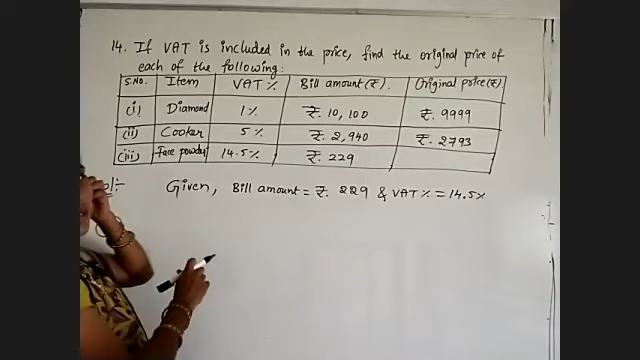 14. If VAT is included in the price, find the original price of
each of the following:
S.NO. Item VAT % Bill amount (₹). Original price (₹).
(i) Diamond 1% ₹. 10,100 ₹. 9999
(ii) Cooker 5% ₹. 2,940 ₹. 2793
(iii) Face powder 14.5% ₹. 229
Given, Bill amount = ₹. 229 & VAT % = 14.5%